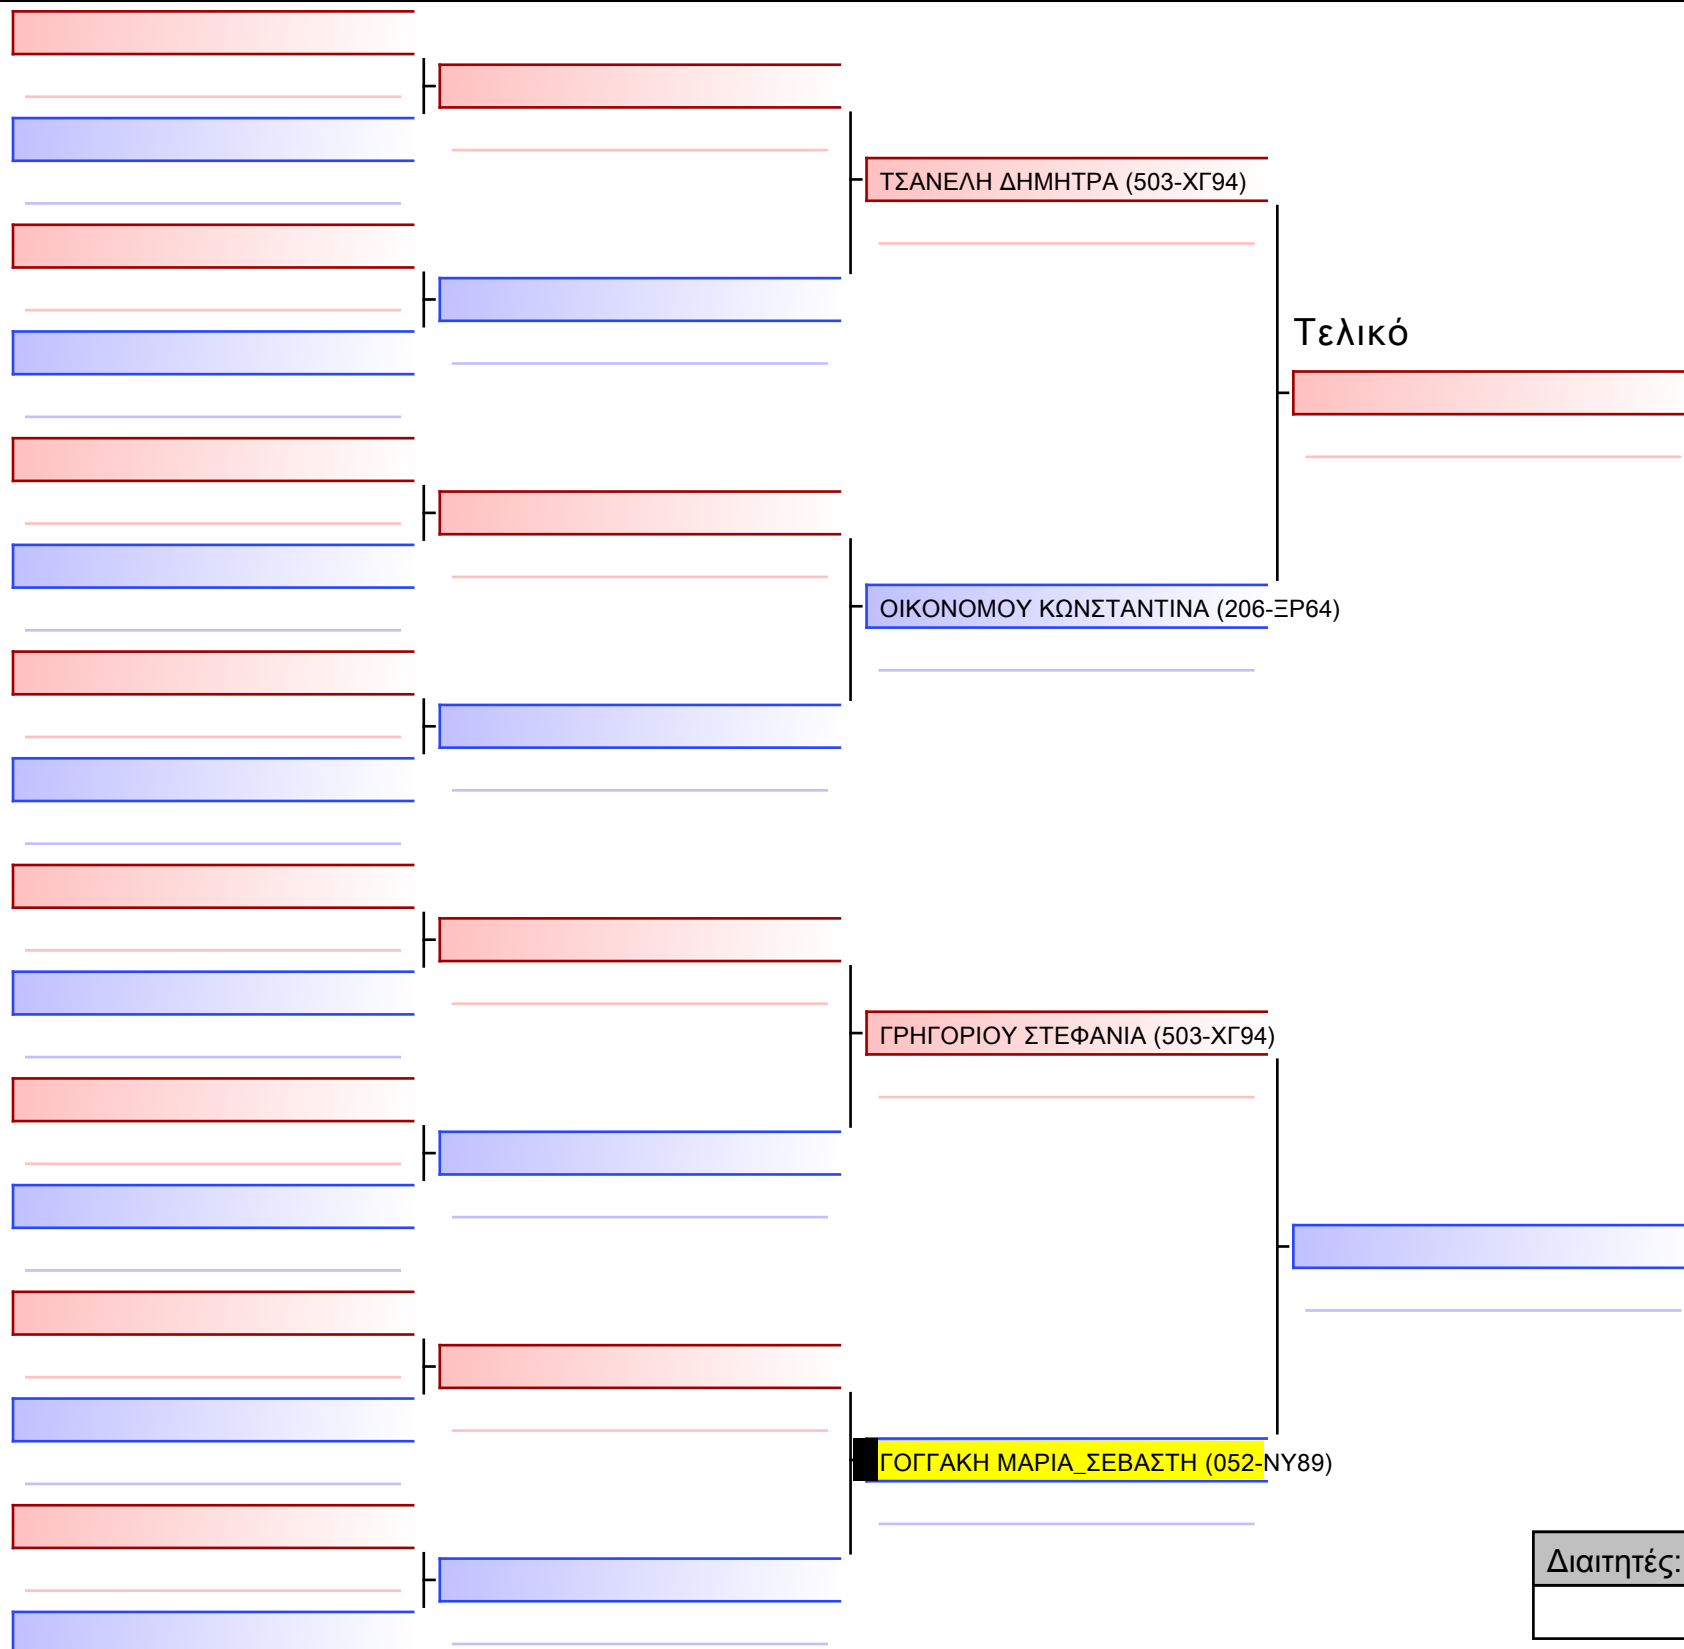 ΤΣΑΝΕΛΗ ΔΗΜΗΤΡΑ (503-ΧΓ94)
Τελικό
ΟΙΚΟΝΟΜΟΥ ΚΩΝΣΤΑΝΤΙΝΑ (206-ΞΡ64)
ΓΡΗΓΟΡΙΟΥ ΣΤΕΦΑΝΙΑ (503-ΧΓ94)
ΓΟΓΓΑΚΗ ΜΑΡΙΑ_ΣΕΒΑΣΤΗ (052-ΝΥ89)
Διαιτητές: